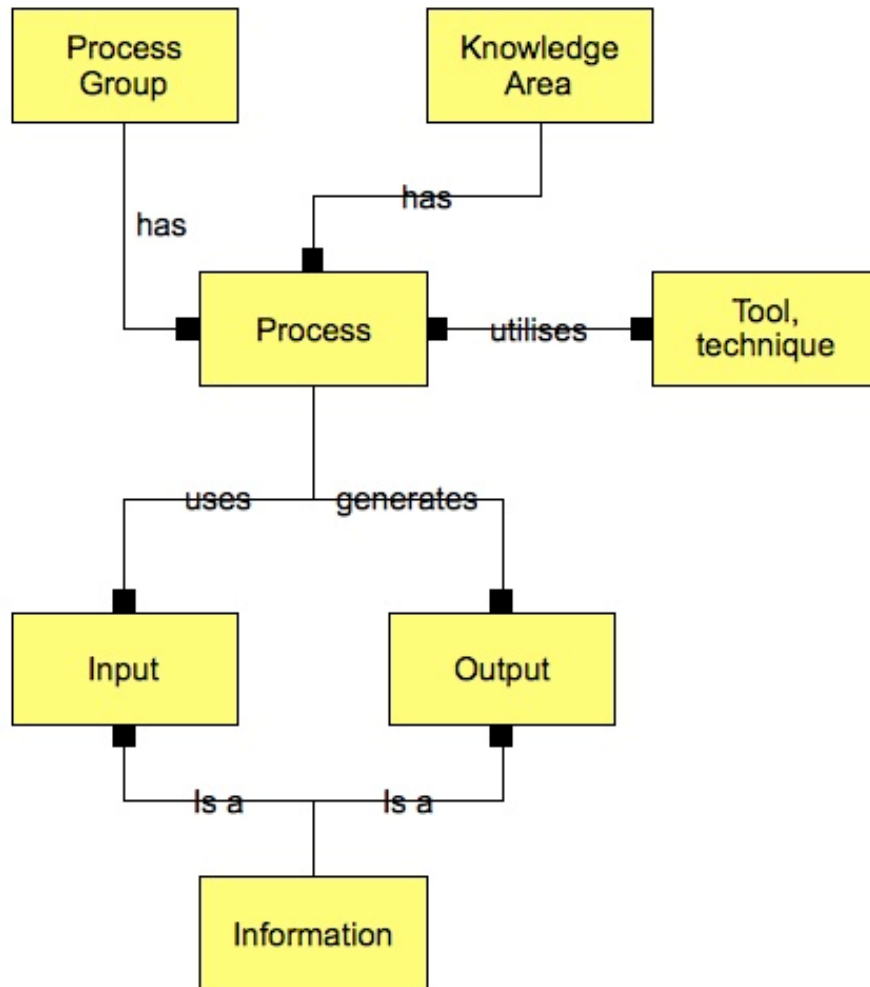 Process
Group
Knowledge
Area
has
has
Process
utilises
Tool,
technique
uses
generates
Input
Output
Is a
Is a
Information